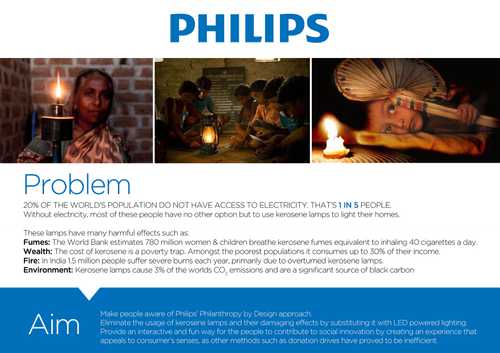 PHILIPS
Problem
20% OF THE WORLD'S POPULATION DO NOT HAVE ACCESS TO ELECTRICITY. THAT'S 1 IN 5 PEOPLE.
Without electricity, most of these people have no other option but to use kerosene lamps to light their homes.
These lamps have many harmful effects such as:
Fumes: The World Bank estimates 780 million women & children breathe kerosene fumes equivalent to inhaling 40 cigarettes a day.
Wealth: The cost of kerosene is a poverty trap. Amongst the poorest populations it consumes up to 30% of their income.
Fire: In India 1.5 million people suffer severe burns each year, primarily due to overturned kerosene lamps
Environment: Kerosene lamps cause 3% of the worlds CO₂ emissions and are a significant source of black carbon
Aim
Make people aware of Philips' Philanthropy by Design approach.
Eliminate the usage of kerosene lamps and their damaging effects by substituting it with LED powered lighting.
Provide an interactive and fun way for the people to contribute to social innovation by creating an experience that
appeals to consumer's senses, as other methods such as donation drives have proved to be inefficient.